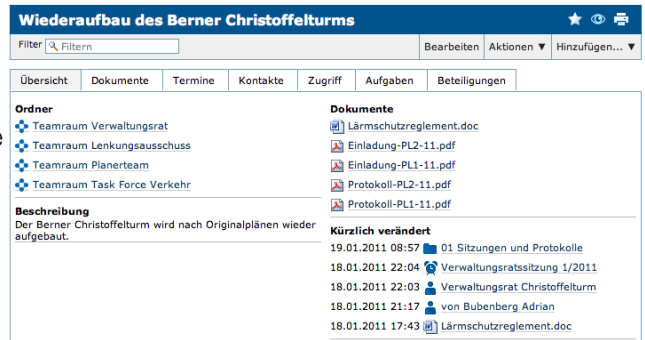 Wiederaufbau des Berner Christoffelturms
Filter Filtern Bearbeiten Aktionen ▼ Hinzufügen... ▼
Übersicht Dokumente Termine Kontakte Zugriff Aufgaben Beteiligungen
Ordner
Teamraum Verwaltungsrat
Teamraum Lenkungsausschuss
Teamraum Planerteam
Teamraum Task Force Verkehr
Beschreibung
Der Berner Christoffelturm wird nach Originalplänen wieder
aufgebaut.
Dokumente
Lärmschutzreglement.doc
Einladung-PL2-11.pdf
Einladung-PL1-11.pdf
Protokoll-PL2-11.pdf
Protokoll-PL1-11.pdf
Kürzlich verändert
19.01.2011 08:57 01 Sitzungen und Protokolle
18.01.2011 22:04 Verwaltungsratssitzung 1/2011
18.01.2011 22:03 Verwaltungsrat Christoffelturm
18.01.2011 21:17 von Bubenberg Adrian
18.01.2011 17:43 Lärmschutzreglement.doc